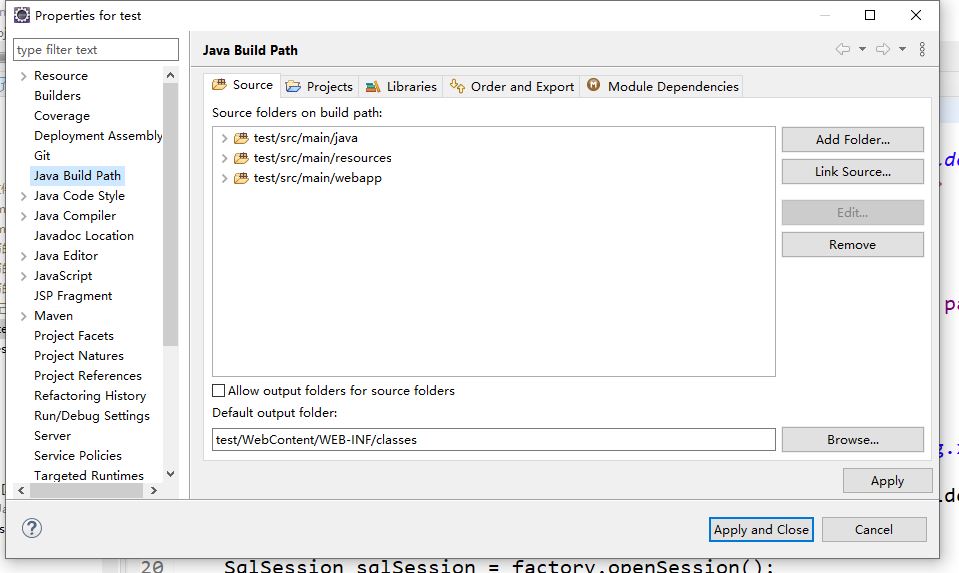 Properties for test
type filter text
Resource
Builders
Coverage
Deployment Assembly
Git
Java Build Path
Java Code Style
Java Compiler
Javadoc Location
Java Editor
JavaScript
JSP Fragment
Maven
Project Facets
Project Natures
Project References
Refactoring History
Run/Debug Settings
Server
Service Policies
Targeted Runtimes
Java Build Path
Source Projects Libraries Order and Export Module Dependencies
Source folders on build path:
test/src/main/java
test/src/main/resources
test/src/main/webapp
Add Folder...
Link Source...
Edit...
Remove
Allow output folders for source folders
Default output folder:
test/WebContent/WEB-INF/classes
Browse...
Apply
Apply and Close Cancel
20 SqlSession sqlSession = factory.openSession();